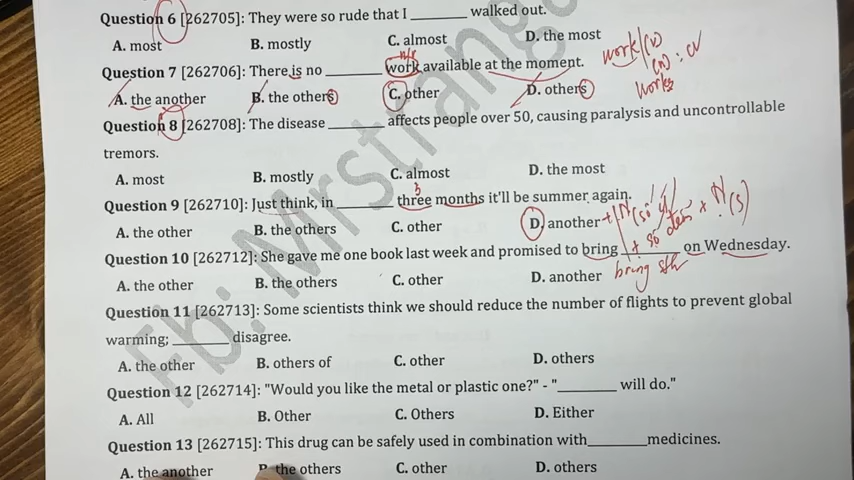 Question 6 [262705]: They were so rude that I ________ walked out.
A. most B. mostly C. almost D. the most
work (v)
Question 7 [262706]: There is no ________ work available at the moment.
(n)
works
A. the another B. the others C. other D. others
Question 8 [262708]: The disease ________ affects people over 50, causing paralysis and uncontrollable
tremors.
A. most B. mostly C. almost D. the most
3
Question 9 [262710]: Just think, in ________ three months it'll be summer again.
A. the other B. the others C. other D. another + N (số ít)
+ số đếm + N(s)
Question 10 [262712]: She gave me one book last week and promised to bring ________ on Wednesday.
bring sth
A. the other B. the others C. other D. another
Question 11 [262713]: Some scientists think we should reduce the number of flights to prevent global
warming; ________ disagree.
A. the other B. others of C. other D. others
Question 12 [262714]: "Would you like the metal or plastic one?" - "________ will do."
A. All B. Other C. Others D. Either
Question 13 [262715]: This drug can be safely used in combination with________medicines.
A. the another B. the others C. other D. others
Fb: Mrstrang